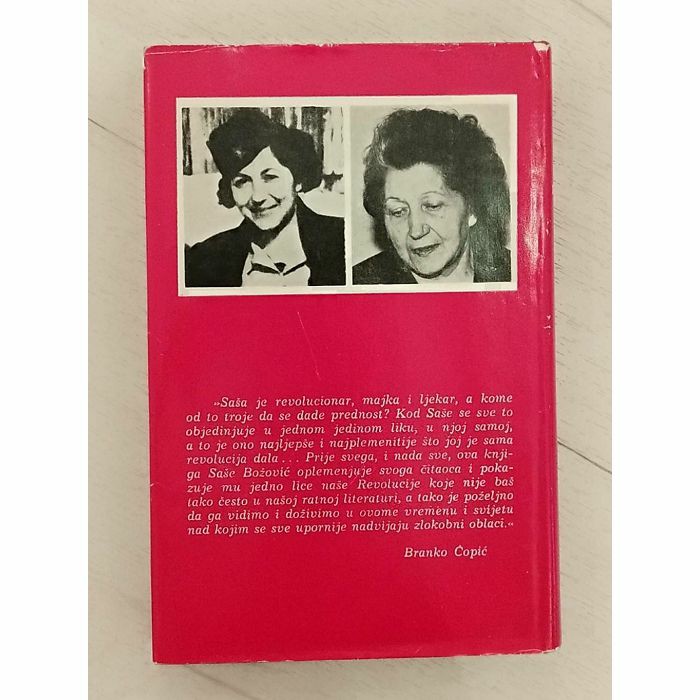 »Saša je revolucionar, majka i ljekar, a kome
od to troje da se dade prednost? Kod Saše se sve to
objedinjuje u jednom jedinom liku, u njoj samoj,
a to je ono najljepše i najplemenitije što joj je sama
revolucija dala... Prije svega, i nada sve, ova knji-
ga Saše Božović oplemenjuje svoga čitaoca i poka-
zuje mu jedno lice naše Revolucije koje nije baš
tako često u našoj ratnoj literaturi, a tako je poželjno
da ga vidimo i doživimo u ovome vremenu i svijetu
nad kojim se sve upornije nadvijaju zlokobni oblaci.«
Branko Ćopić